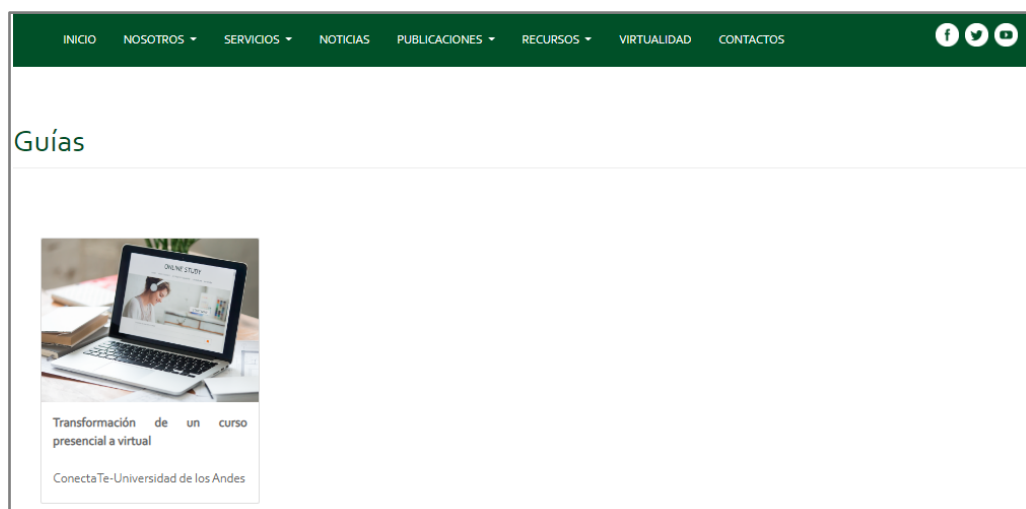 INICIO NOSOTROS SERVICIOS NOTICIAS PUBLICACIONES RECURSOS VIRTUALIDAD CONTACTOS
Guías
ONLINE STUDY
Transformación de un curso
presencial a virtual
ConectaTe-Universidad de los Andes